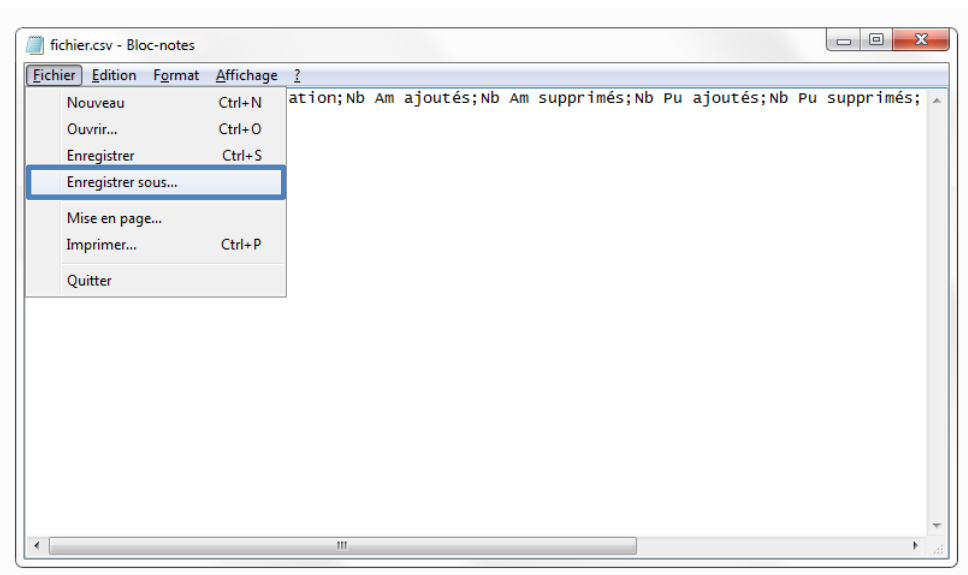 fichier.csv - Bloc-notes
Fichier Edition Format Affichage ?
ation;Nb Am ajoutés;Nb Am supprimés;Nb Pu ajoutés;Nb Pu supprimés;
Nouveau Ctrl+N
Ouvrir... Ctrl+O
Enregistrer Ctrl+S
Enregistrer sous...
Mise en page...
Imprimer... Ctrl+P
Quitter